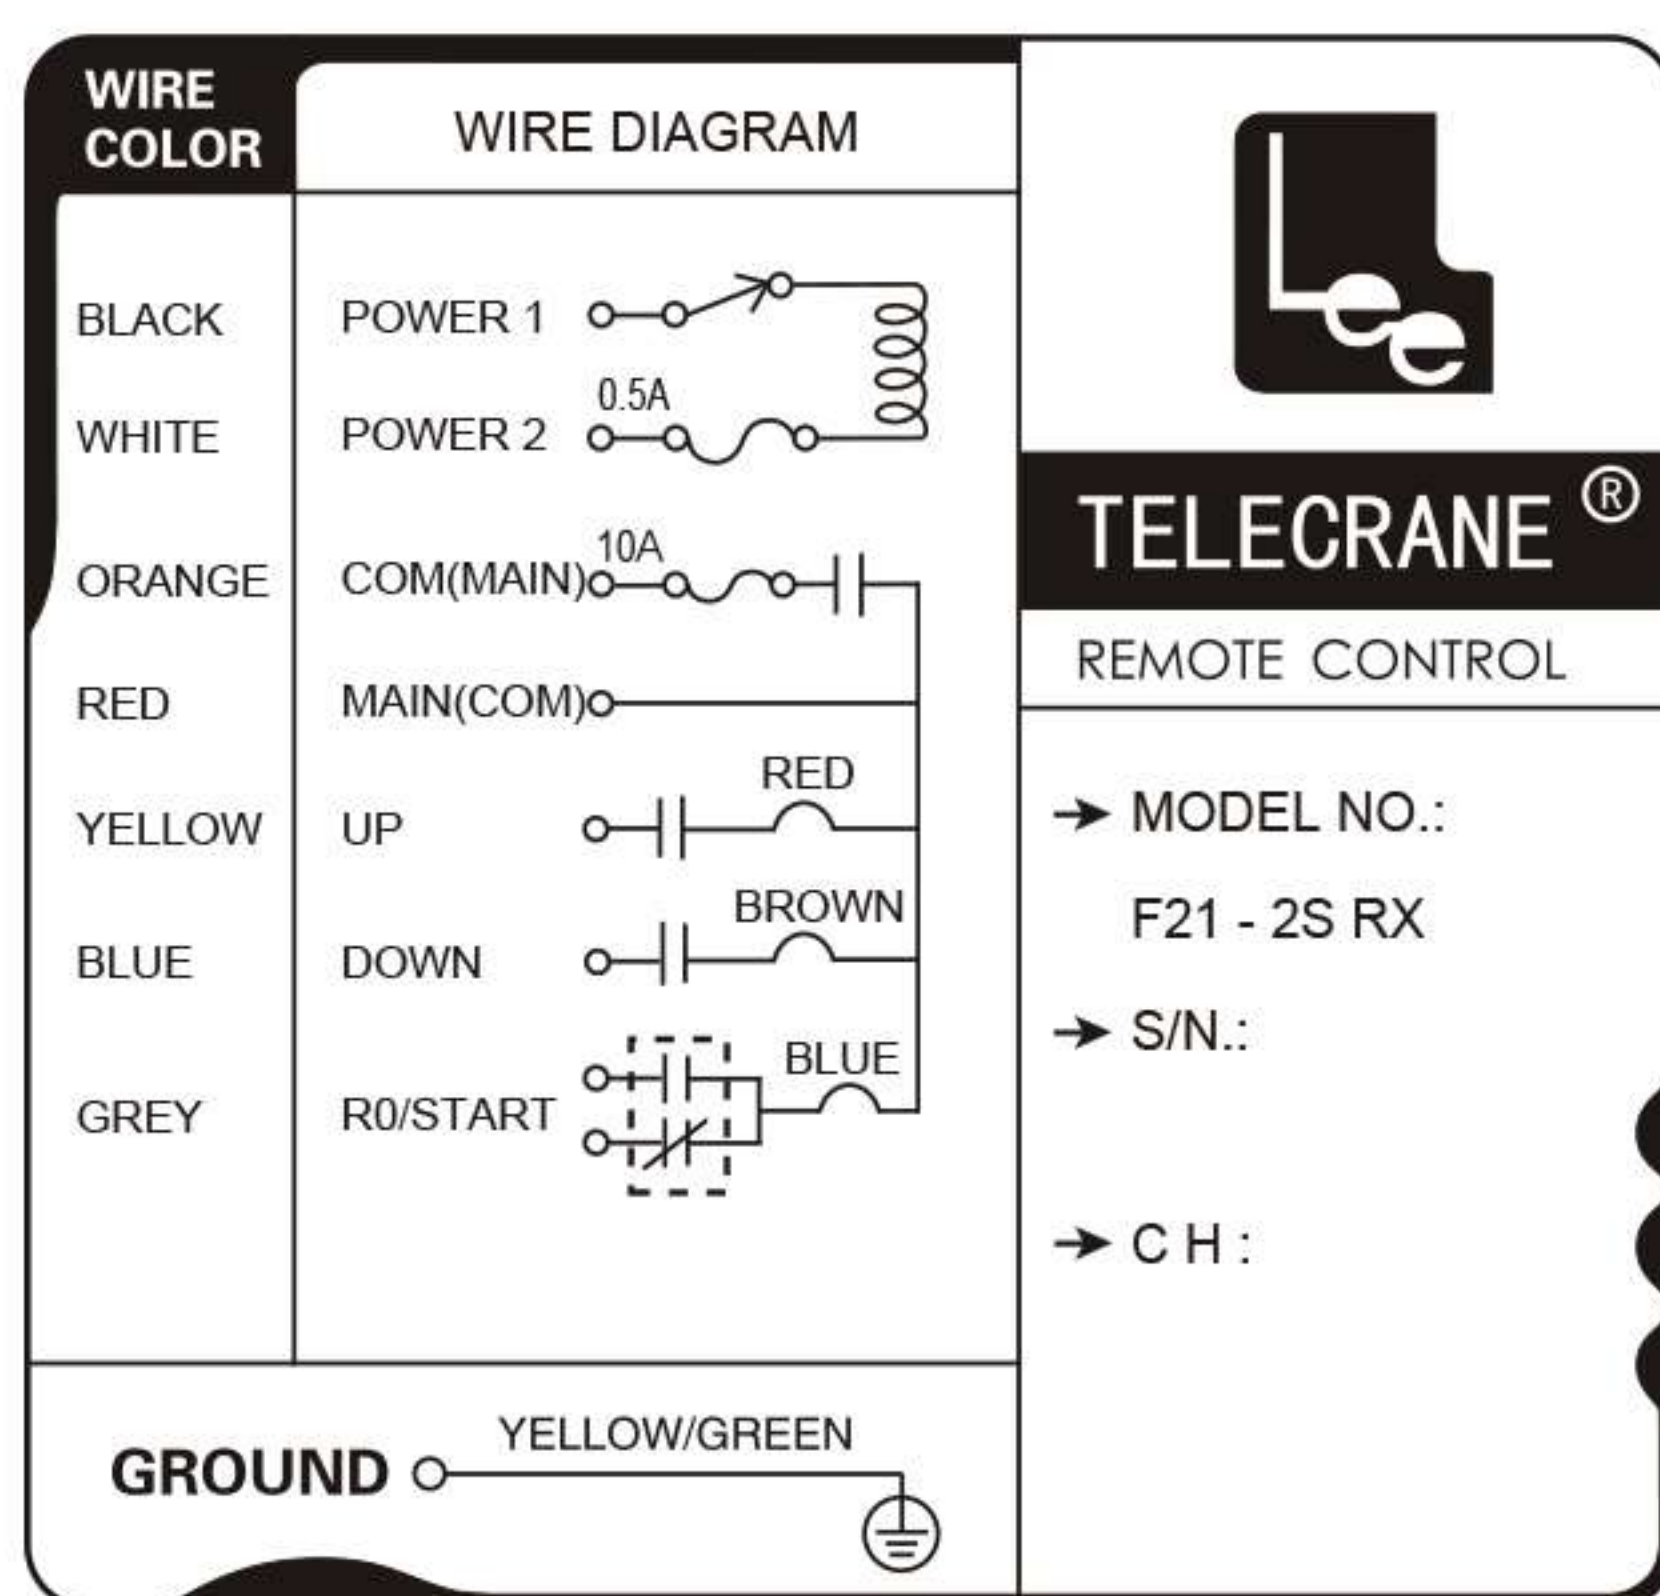 WIRE
COLOR
WIRE DIAGRAM
BLACK POWER 1
0.5A
WHITE POWER 2
10A
ORANGE COM(MAIN)
RED MAIN(COM)
RED
YELLOW UP
BROWN
BLUE DOWN
BLUE
GREY R0/START
YELLOW/GREEN
GROUND
Lee
TELECRANE ®
REMOTE CONTROL
→ MODEL NO.:
F21 - 2S RX
→ S/N.:
→ C H :